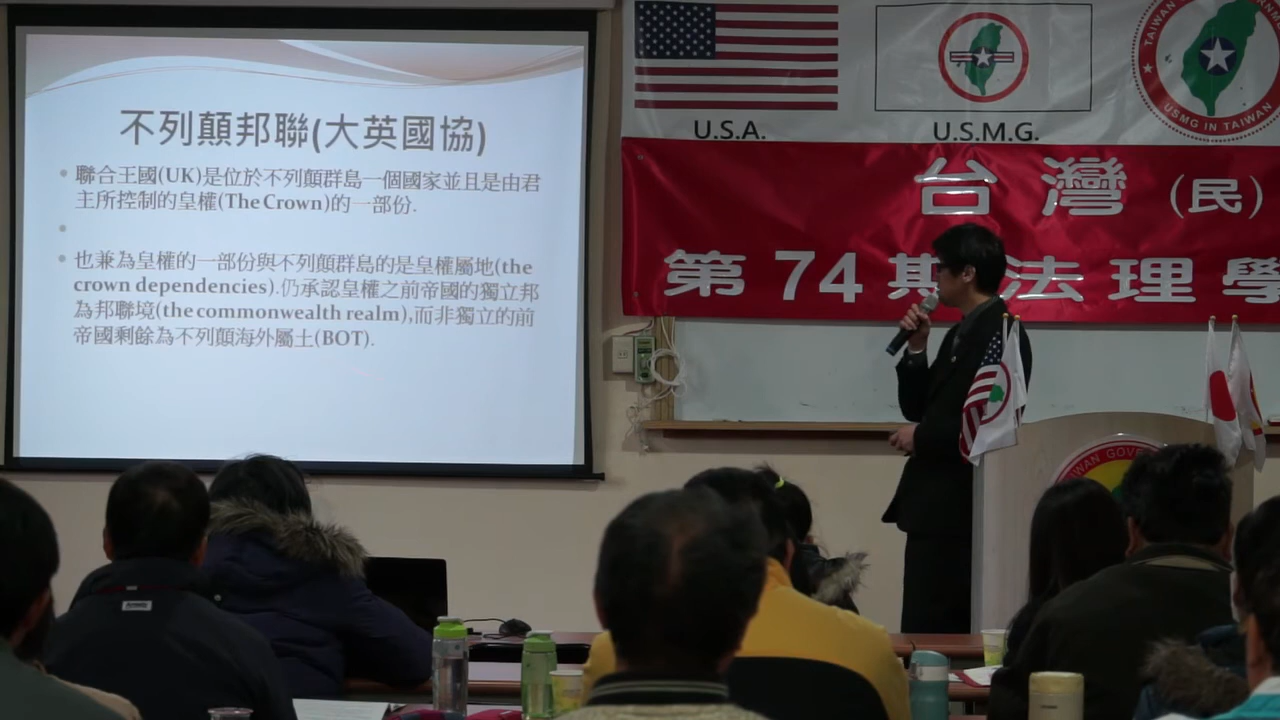 不列顛邦聯(大英國協)
聯合王國(UK)是位於不列顛群島一個國家並且是由君
主所控制的皇權(The Crown)的一部份.
也兼為皇權的一部份與不列顛群島的是皇權屬地(the
crown dependencies).仍承認皇權之前帝國的獨立邦
為邦聯境(the commonwealth realm),而非獨立的前
帝國剩餘為不列顛海外屬土(BOT).
U.S.A.
U.S.M.G.
TAIWAN
USMG IN TAIWAN
台灣(民)
第74期法理學
TAIWAN GOVE